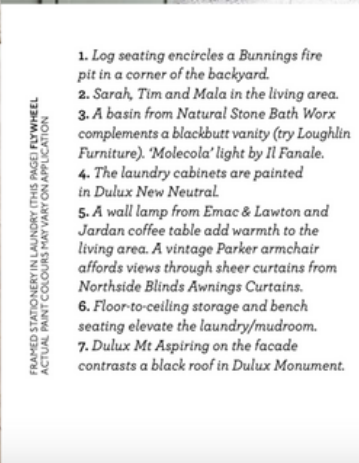 1. Log seating encircles a Bunnings fire
pit in a corner of the backyard.
2. Sarah, Tim and Mala in the living area.
3. A basin from Natural Stone Bath Worx
complements a blackbutt vanity (try Loughlin
Furniture). ‘Molecola’ light by Il Fanale.
4. The laundry cabinets are painted
in Dulux New Neutral.
5. A wall lamp from Emac & Lawton and
Jardan coffee table add warmth to the
living area. A vintage Parker armchair
affords views through sheer curtains from
Northside Blinds Awnings Curtains.
6. Floor-to-ceiling storage and bench
seating elevate the laundry/mudroom.
7. Dulux Mt Aspiring on the facade
contrasts a black roof in Dulux Monument.
FRAMED STATIONERY IN LAUNDRY (THIS PAGE) FLYWHEEL
ACTUAL PAINT COLOURS MAY VARY ON APPLICATION